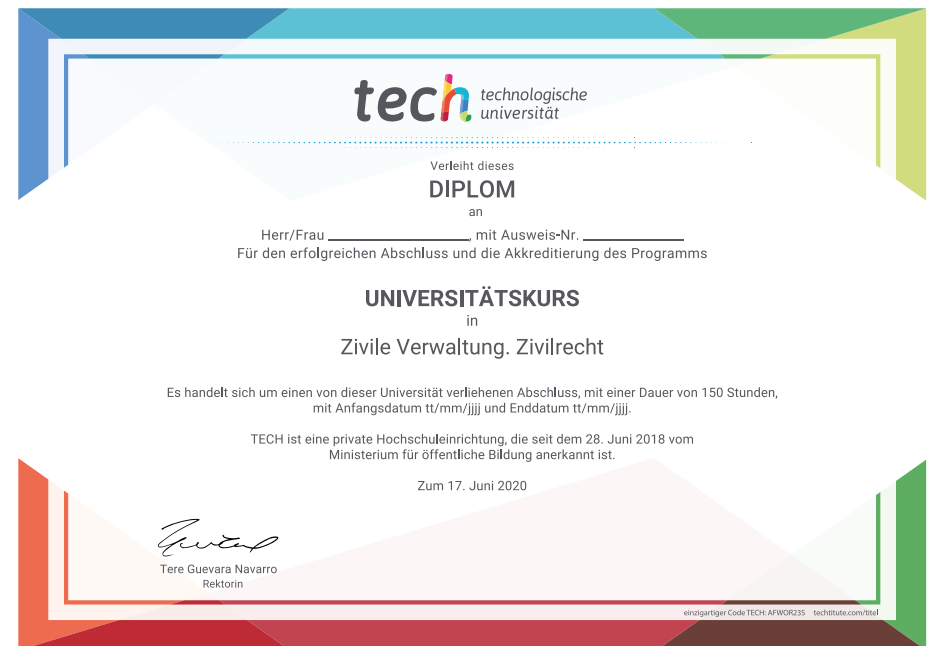 tech technologische
universität
Verleiht dieses
DIPLOM
an
Herr/Frau ____________________, mit Ausweis-Nr. ______________
Für den erfolgreichen Abschluss und die Akkreditierung des Programms
UNIVERSITÄTSKURS
in
Zivile Verwaltung. Zivilrecht
Es handelt sich um einen von dieser Universität verliehenen Abschluss, mit einer Dauer von 150 Stunden,
mit Anfangsdatum tt/mm/jjjj und Enddatum tt/mm/jjjj.
TECH ist eine private Hochschuleinrichtung, die seit dem 28. Juni 2018 vom
Ministerium für öffentliche Bildung anerkannt ist.
Zum 17. Juni 2020
Tere Guevara Navarro
Rektorin
einzigartiger Code TECH: AFWOR23S techtitute.com/titel